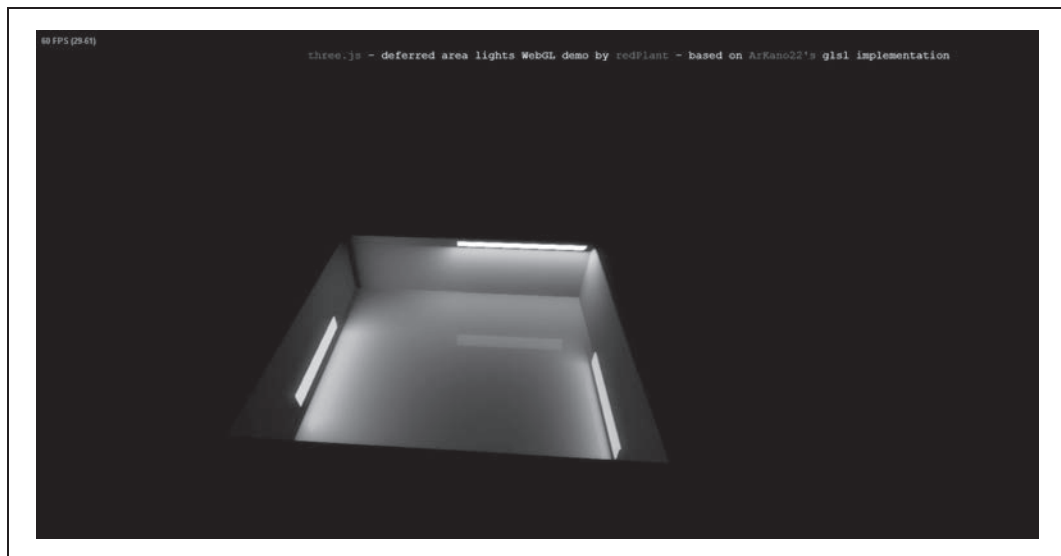 60 FPS (29-61)
three.js - deferred area lights WebGL demo by redPlant - based on ArKano22's glsl implementation